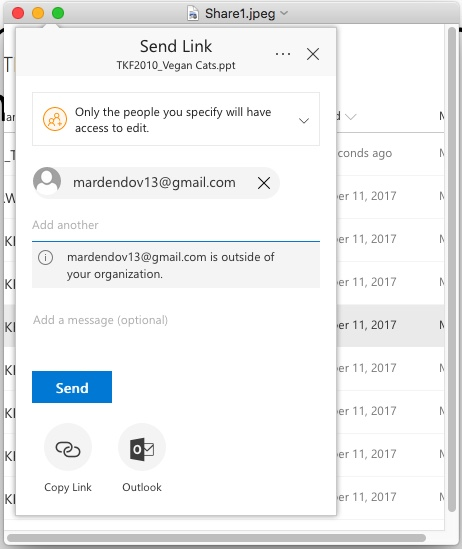 Share1.jpeg
Send Link
TKF2010_Vegan Cats.ppt
Only the people you specify will have
access to edit.
mardendov13@gmail.com
Add another
mardendov13@gmail.com is outside of
your organization.
Add a message (optional)
Send
Copy Link
Outlook
conds ago
er 11, 2017
er 11, 2017
er 11, 2017
er 11, 2017
er 11, 2017
er 11, 2017
er 11, 2017
er 11, 2017